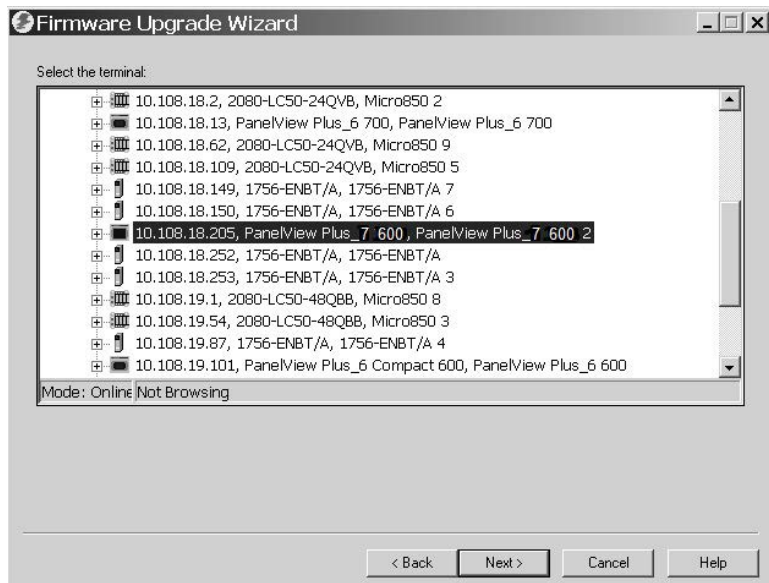 Firmware Upgrade Wizard
Select the terminal:
10.108.18.2, 2080-LC50-24QVB, Micro850 2
10.108.18.13, PanelView Plus_6 700, PanelView Plus_6 700
10.108.18.62, 2080-LC50-24QVB, Micro850 9
10.108.18.109, 2080-LC50-24QVB, Micro850 5
10.108.18.149, 1756-ENBT/A, 1756-ENBT/A 7
10.108.18.150, 1756-ENBT/A, 1756-ENBT/A 6
10.108.18.205, PanelView Plus_7 600, PanelView Plus_7 600 2
10.108.18.252, 1756-ENBT/A, 1756-ENBT/A
10.108.18.253, 1756-ENBT/A, 1756-ENBT/A 3
10.108.19.1, 2080-LC50-48QBB, Micro850 8
10.108.19.54, 2080-LC50-48QBB, Micro850 3
10.108.19.87, 1756-ENBT/A, 1756-ENBT/A 4
10.108.19.101, PanelView Plus_6 Compact 600, PanelView Plus_6 600
Mode: Online Not Browsing
< Back Next > Cancel Help